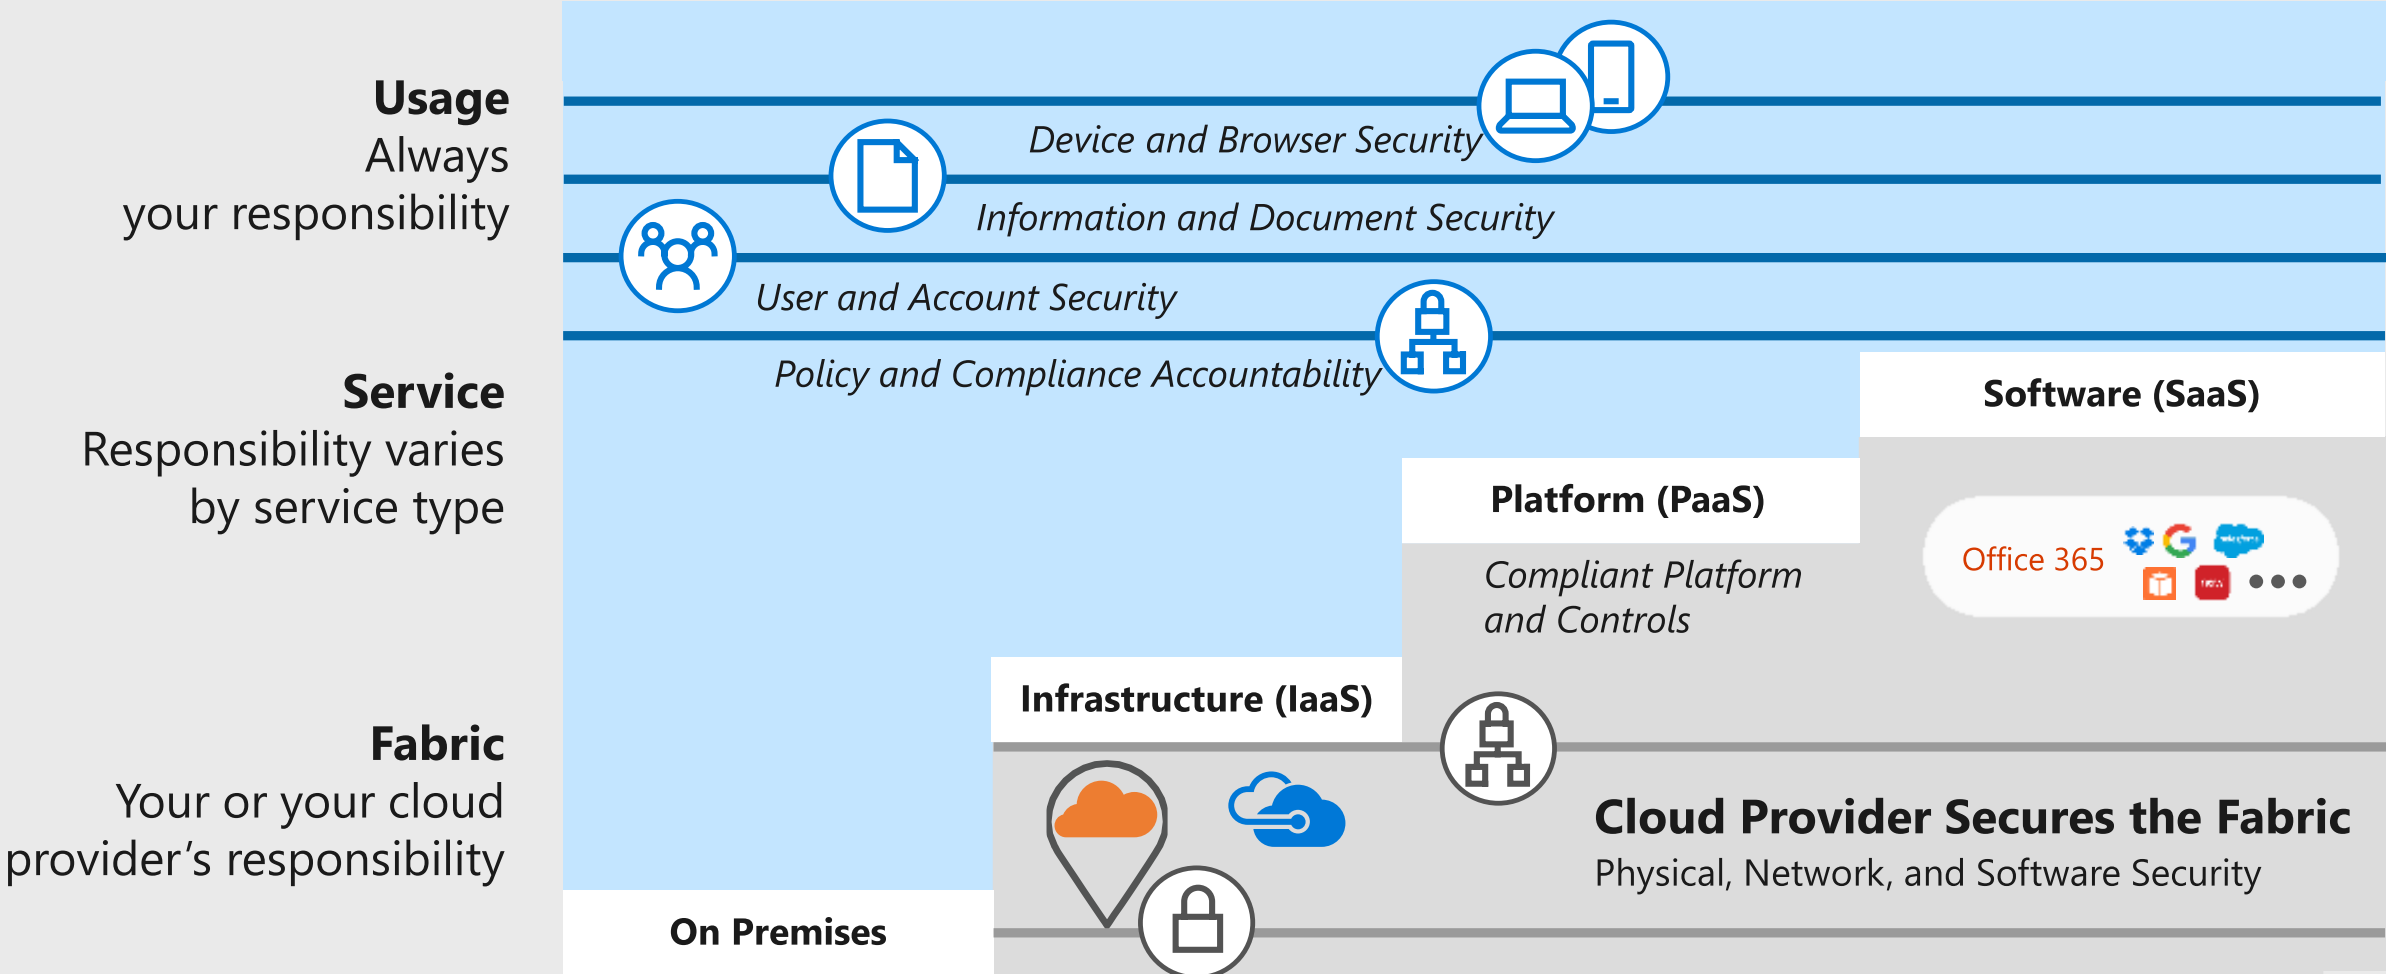 Usage
Always
your responsibility
Device and Browser Security
Information and Document Security
User and Account Security
Policy and Compliance Accountability
Service
Responsibility varies
by service type
Software (SaaS)
Platform (PaaS)
Compliant Platform
and Controls
Office 365
Infrastructure (IaaS)
Fabric
Your or your cloud
provider’s responsibility
Cloud Provider Secures the Fabric
Physical, Network, and Software Security
On Premises